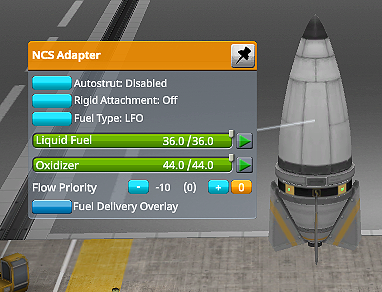 NCS Adapter
Autostrut: Disabled
Rigid Attachment: Off
Fuel Type: LFO
Liquid Fuel 36.0/36.0
Oxidizer 44.0/44.0
Flow Priority - -10 (0) + 0
Fuel Delivery Overlay